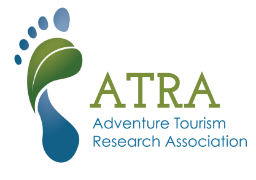 ATRA
Adventure Tourism
Research Association